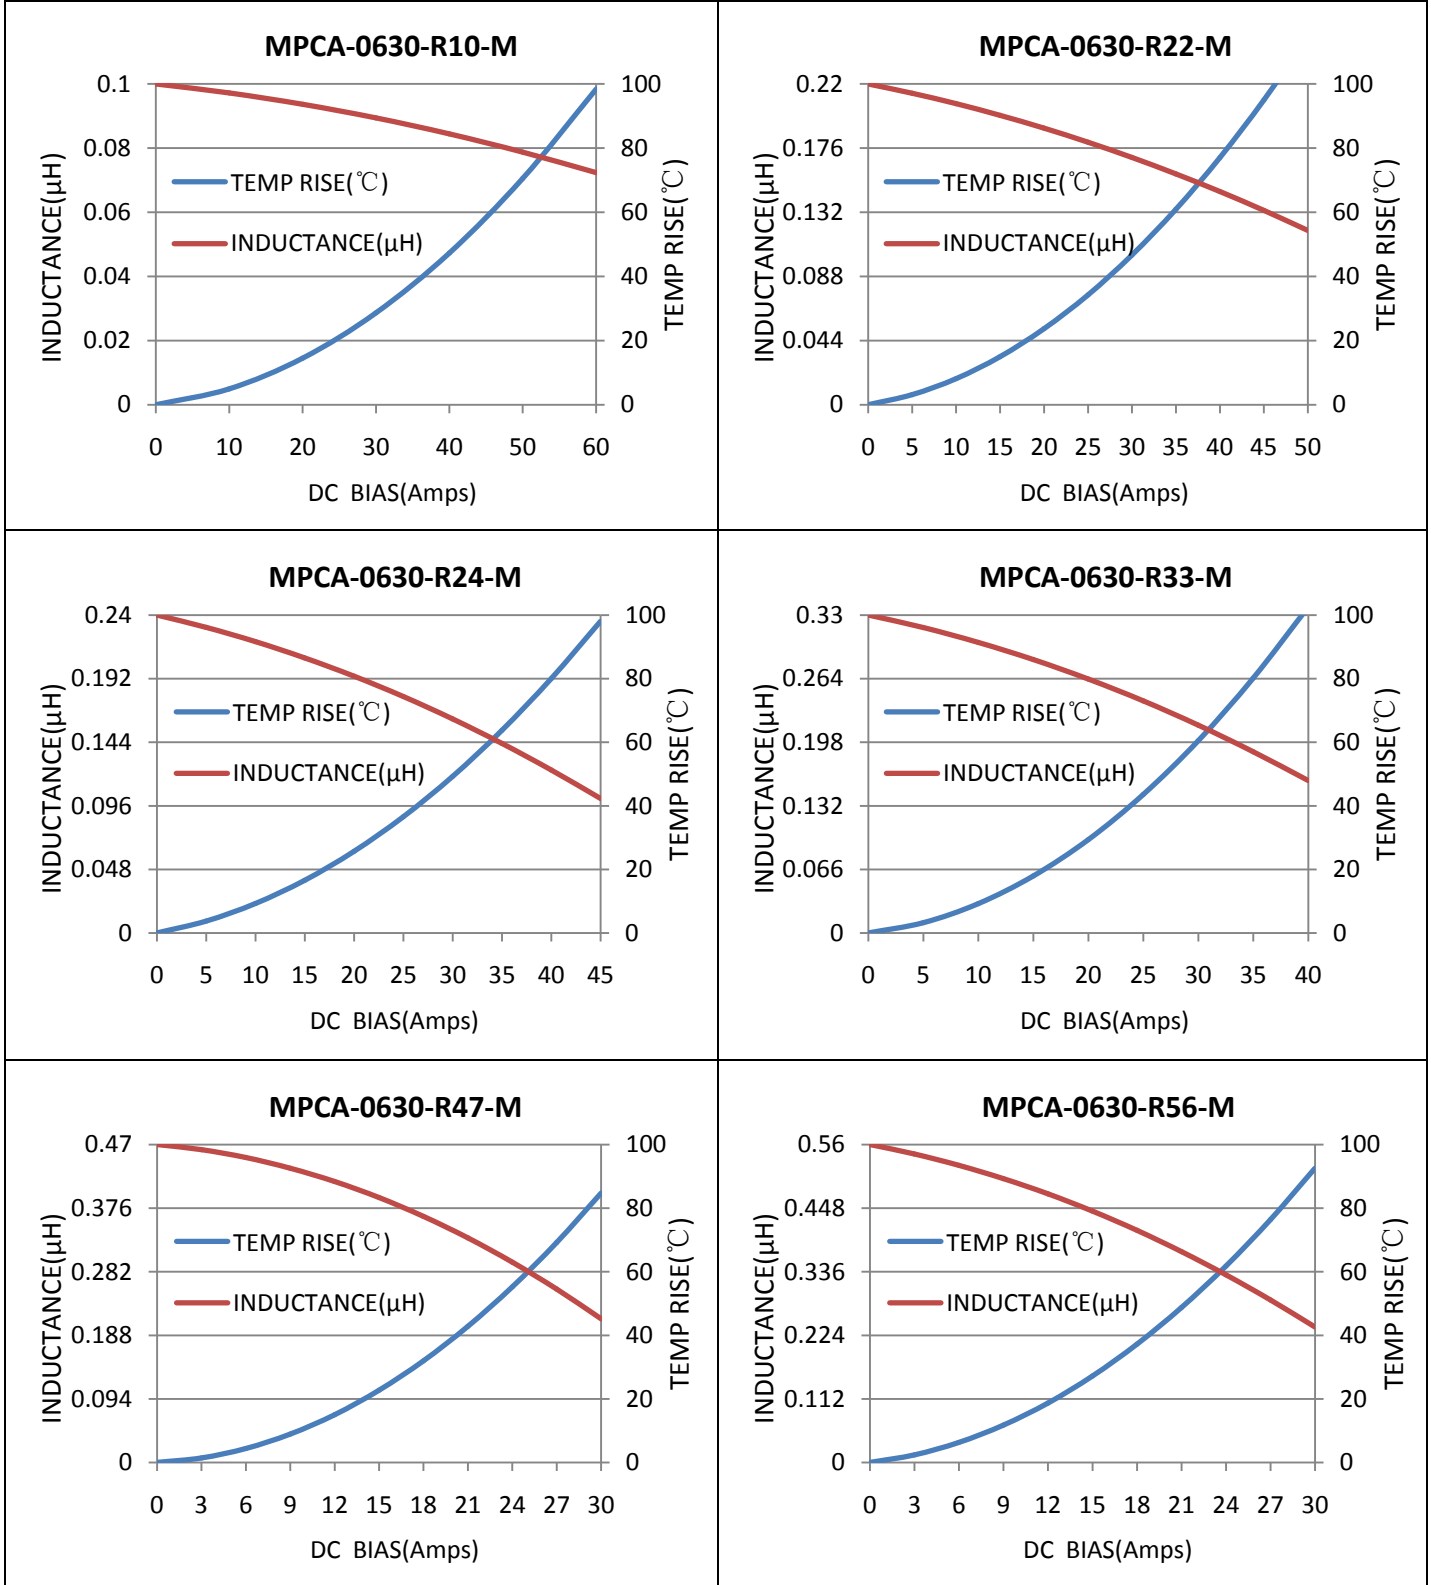 MPCA-0630-R10-M
INDUCTANCE(μH)
0.1
0.08
0.06
0.04
0.02
0
TEMP RISE(℃)
INDUCTANCE(μH)
100
80
60
40
20
0
TEMP RISE(℃)
0 10 20 30 40 50 60
DC BIAS(Amps)
MPCA-0630-R22-M
INDUCTANCE(μH)
0.22
0.176
0.132
0.088
0.044
0
TEMP RISE(℃)
INDUCTANCE(μH)
100
80
60
40
20
0
TEMP RISE(℃)
0 5 10 15 20 25 30 35 40 45 50
DC BIAS(Amps)
MPCA-0630-R24-M
INDUCTANCE(μH)
0.24
0.192
0.144
0.096
0.048
0
TEMP RISE(℃)
INDUCTANCE(μH)
100
80
60
40
20
0
TEMP RISE(℃)
0 5 10 15 20 25 30 35 40 45
DC BIAS(Amps)
MPCA-0630-R33-M
INDUCTANCE(μH)
0.33
0.264
0.198
0.132
0.066
0
TEMP RISE(℃)
INDUCTANCE(μH)
100
80
60
40
20
0
TEMP RISE(℃)
0 5 10 15 20 25 30 35 40
DC BIAS(Amps)
MPCA-0630-R47-M
INDUCTANCE(μH)
0.47
0.376
0.282
0.188
0.094
0
TEMP RISE(℃)
INDUCTANCE(μH)
100
80
60
40
20
0
TEMP RISE(℃)
0 3 6 9 12 15 18 21 24 27 30
DC BIAS(Amps)
MPCA-0630-R56-M
INDUCTANCE(μH)
0.56
0.448
0.336
0.224
0.112
0
TEMP RISE(℃)
INDUCTANCE(μH)
100
80
60
40
20
0
TEMP RISE(℃)
0 3 6 9 12 15 18 21 24 27 30
DC BIAS(Amps)